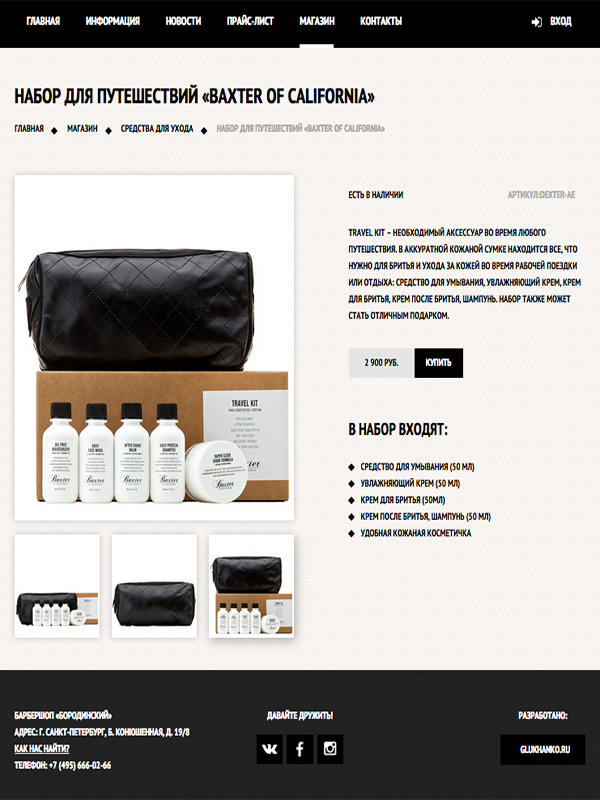 ГЛАВНАЯ ИНФОРМАЦИЯ НОВОСТИ ПРАЙС-ЛИСТ МАГАЗИН КОНТАКТЫ ВХОД
НАБОР ДЛЯ ПУТЕШЕСТВИЙ «BAXTER OF CALIFORNIA»
ГЛАВНАЯ МАГАЗИН СРЕДСТВА ДЛЯ УХОДА НАБОР ДЛЯ ПУТЕШЕСТВИЙ «BAXTER OF CALIFORNIA»
ЕСТЬ В НАЛИЧИИ АРТИКУЛ:DEXTER-AE
TRAVEL KIT – НЕОБХОДИМЫЙ АКСЕССУАР ВО ВРЕМЯ ЛЮБОГО
ПУТЕШЕСТВИЯ. В АККУРАТНОЙ КОЖАНОЙ СУМКЕ НАХОДИТСЯ ВСЕ, ЧТО
НУЖНО ДЛЯ БРИТЬЯ И УХОДА ЗА КОЖЕЙ ВО ВРЕМЯ РАБОЧЕЙ ПОЕЗДКИ
ИЛИ ОТДЫХА: СРЕДСТВО ДЛЯ УМЫВАНИЯ, УВЛАЖНЯЮЩИЙ КРЕМ, КРЕМ
ДЛЯ БРИТЬЯ, КРЕМ ПОСЛЕ БРИТЬЯ, ШАМПУНЬ. НАБОР ТАКЖЕ МОЖЕТ
СТАТЬ ОТЛИЧНЫМ ПОДАРКОМ.
2 900 РУБ. КУПИТЬ
В НАБОР ВХОДЯТ:
СРЕДСТВО ДЛЯ УМЫВАНИЯ (50 МЛ)
УВЛАЖНЯЮЩИЙ КРЕМ (50 МЛ)
КРЕМ ДЛЯ БРИТЬЯ (50МЛ)
КРЕМ ПОСЛЕ БРИТЬЯ, ШАМПУНЬ (50 МЛ)
УДОБНАЯ КОЖАНАЯ КОСМЕТИЧКА
TRAVEL KIT
OIL FREE
MOISTURIZER
DAILY
FACE WASH
AFTER SHAVE
BALM
DAILY PROTEIN
SHAMPOO
SUPER CLOSE
SHAVE FORMULA
Baxter
Baxter
Baxter
Baxter
Baxter
БАРБЕРШОП «БОРОДИНСКИЙ»
АДРЕС: Г. САНКТ-ПЕТЕРБУРГ, Б. КОНЮШЕННАЯ, Д. 19/8
КАК НАС НАЙТИ?
ТЕЛЕФОН: +7 (495) 666-02-66
ДАВАЙТЕ ДРУЖИТЬ!
РАЗРАБОТАНО:
GLUKHANKO.RU